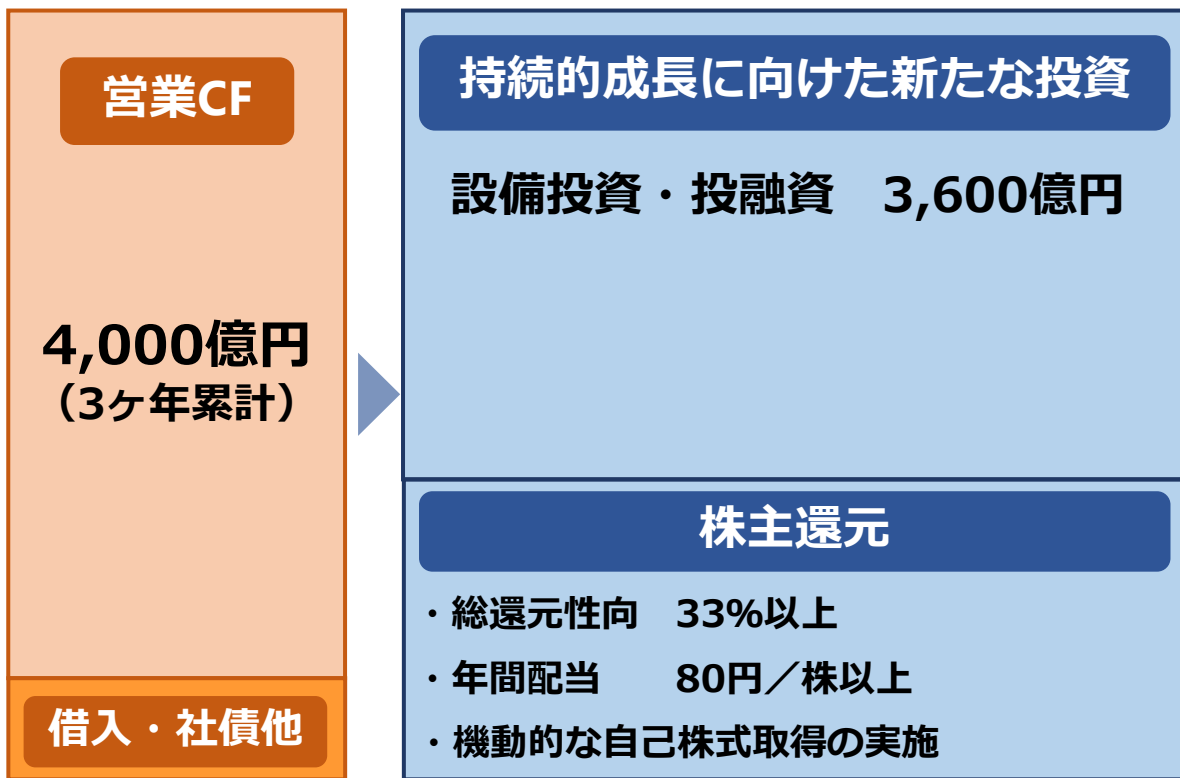 営業CF
4,000億円
（3ヶ年累計）
借入・社債他
持続的成長に向けた新たな投資
設備投資・投融資　3,600億円
株主還元
・総還元性向　33%以上
・年間配当　　80円／株以上
・機動的な自己株式取得の実施